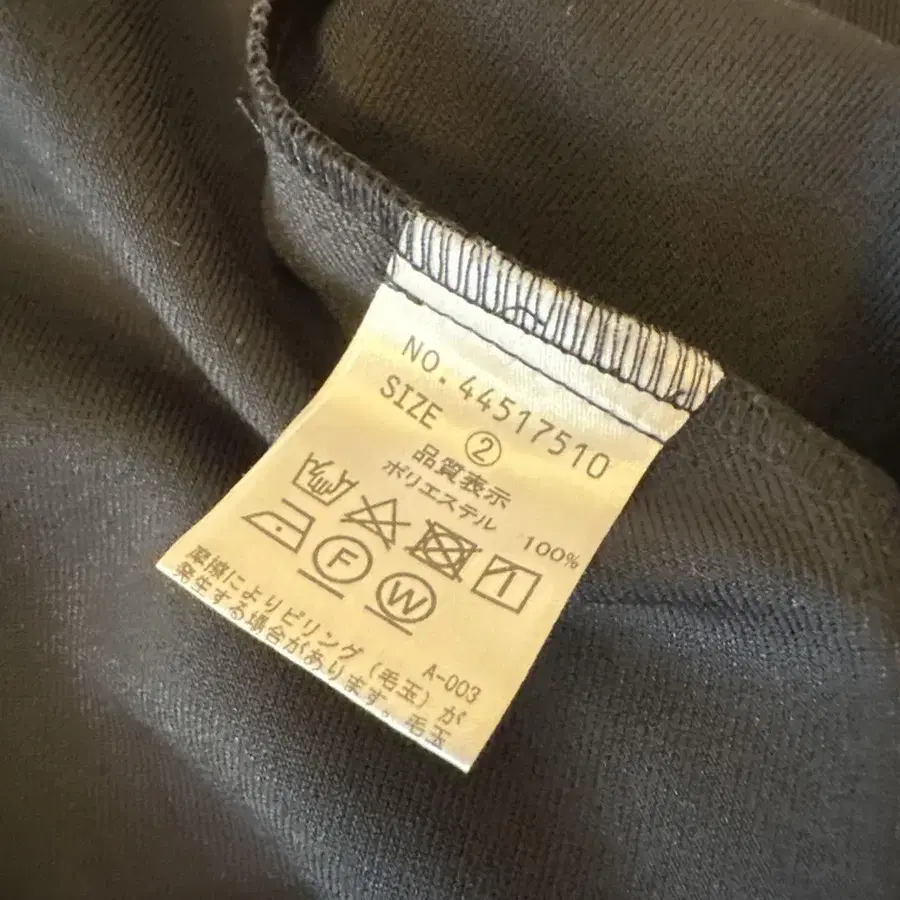 NO.44517510
SIZE ②
品質表示
ポリエステル 100%
F W
A-003
摩擦によりピリング(毛玉)が
発生する場合があります。毛玉